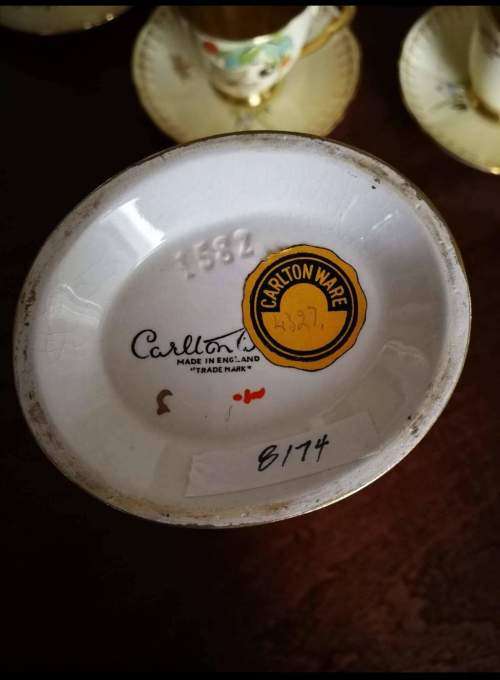 1582
CARLTON WARE
4327.
Carlton
MADE IN ENGLAND
"TRADE MARK"
8174